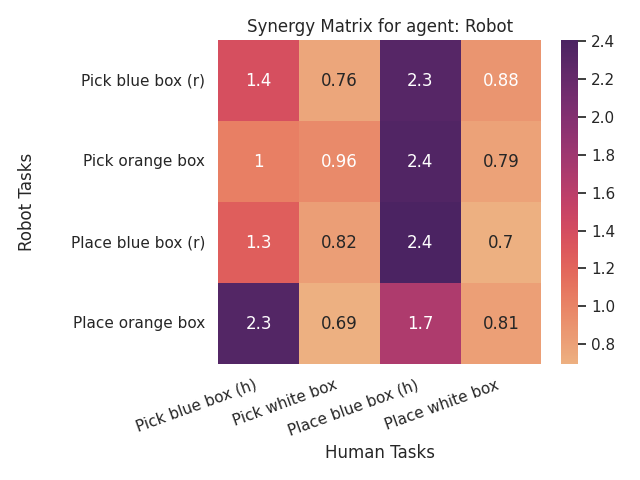 Synergy Matrix for agent: Robot
Robot Tasks
Pick blue box (r) 1.4 0.76 2.3 0.88
Pick orange box 1 0.96 2.4 0.79
Place blue box (r) 1.3 0.82 2.4 0.7
Place orange box 2.3 0.69 1.7 0.81
Pick blue box (h) Pick white box Place blue box (h) Place white box
Human Tasks
2.4
2.2
2.0
1.8
1.6
1.4
1.2
1.0
0.8